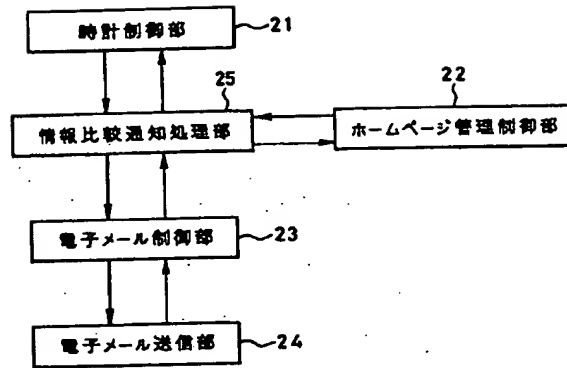 時計制御部
21
25
情報比較通知処理部
22
ホームページ管理制御部
電子メール制御部
23
電子メール送信部
24